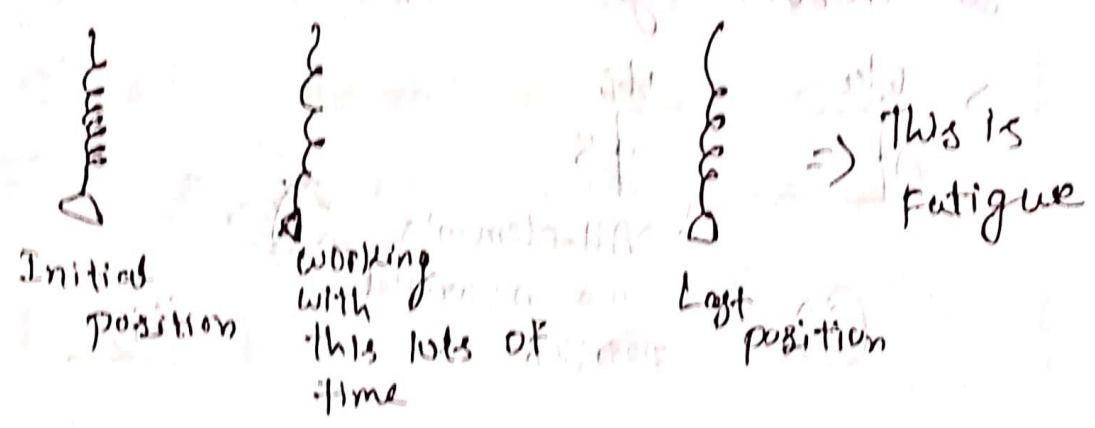 Initial
position
working
with
this lots of
time
Last
position
=> This is
Fatigue